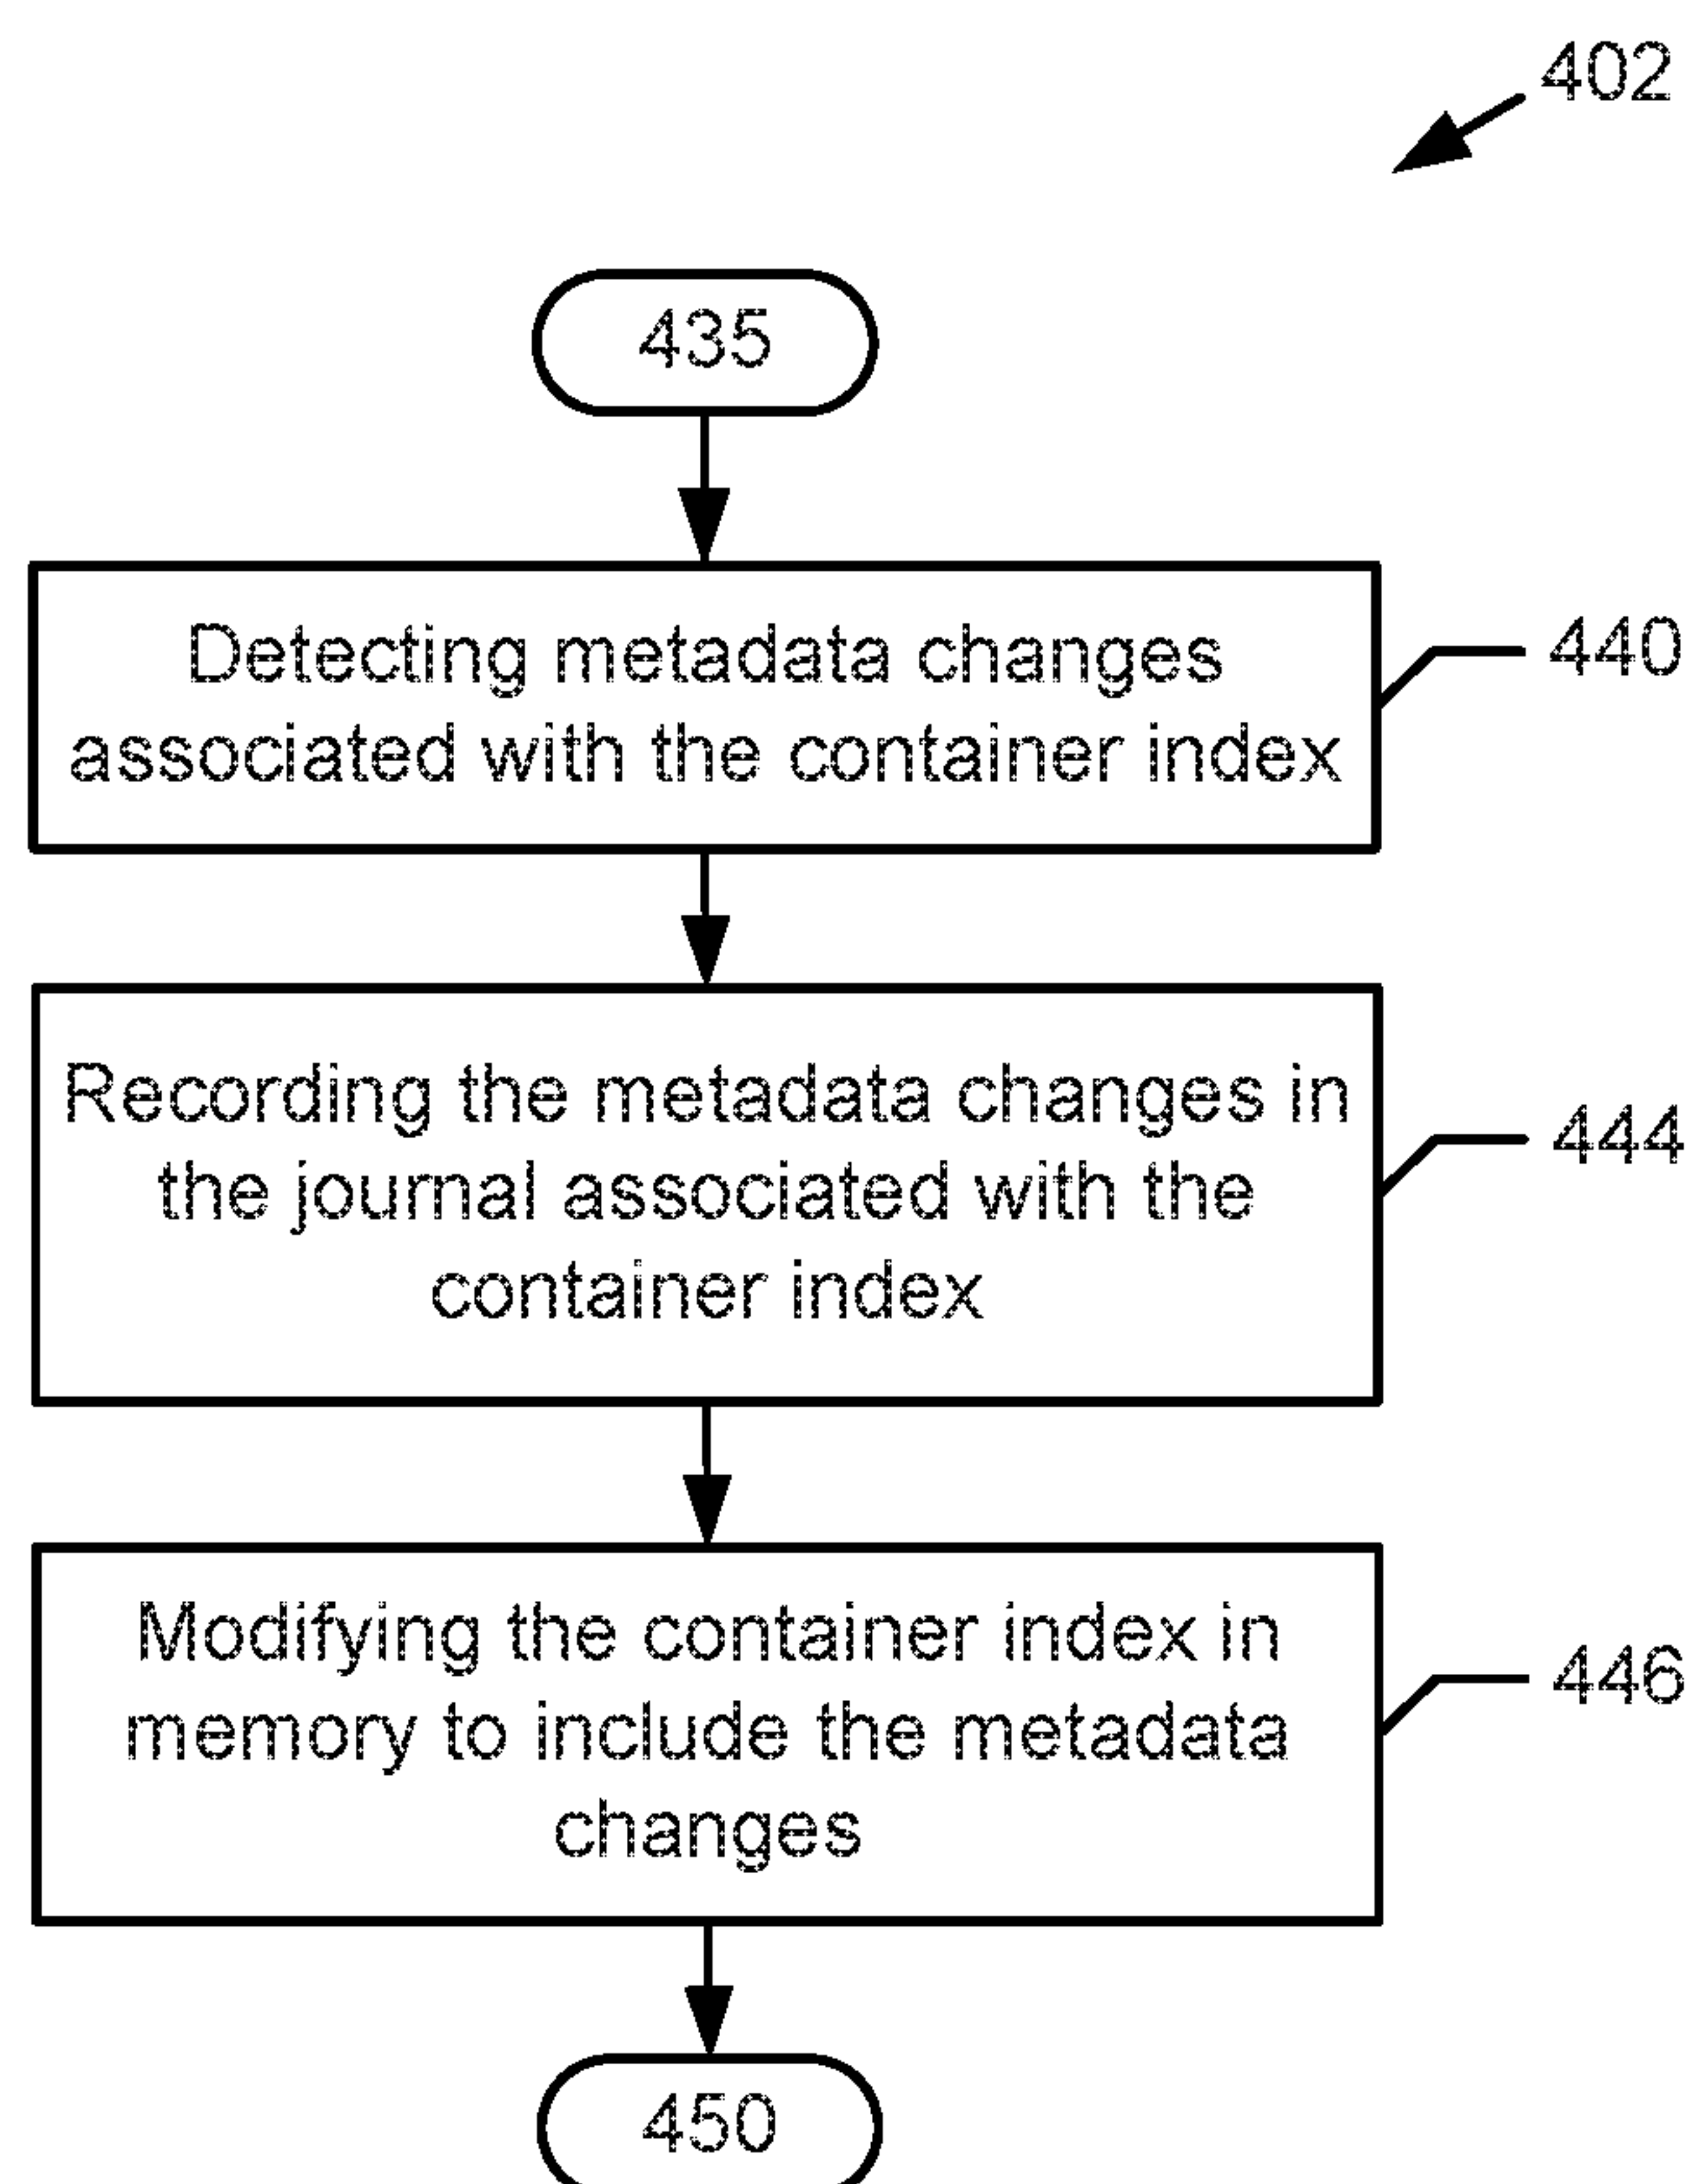 402
435
Detecting metadata changes
associated with the container index
440
Recording the metadata changes in
the journal associated with the
container index
444
Modifying the container index in
memory to include the metadata
changes
446
450